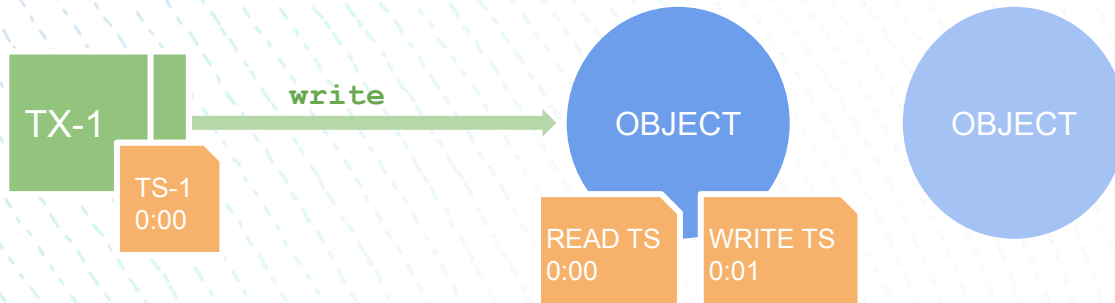 TX-1
TS-1
0:00
write
OBJECT
READ TS
0:00
WRITE TS
0:01
OBJECT